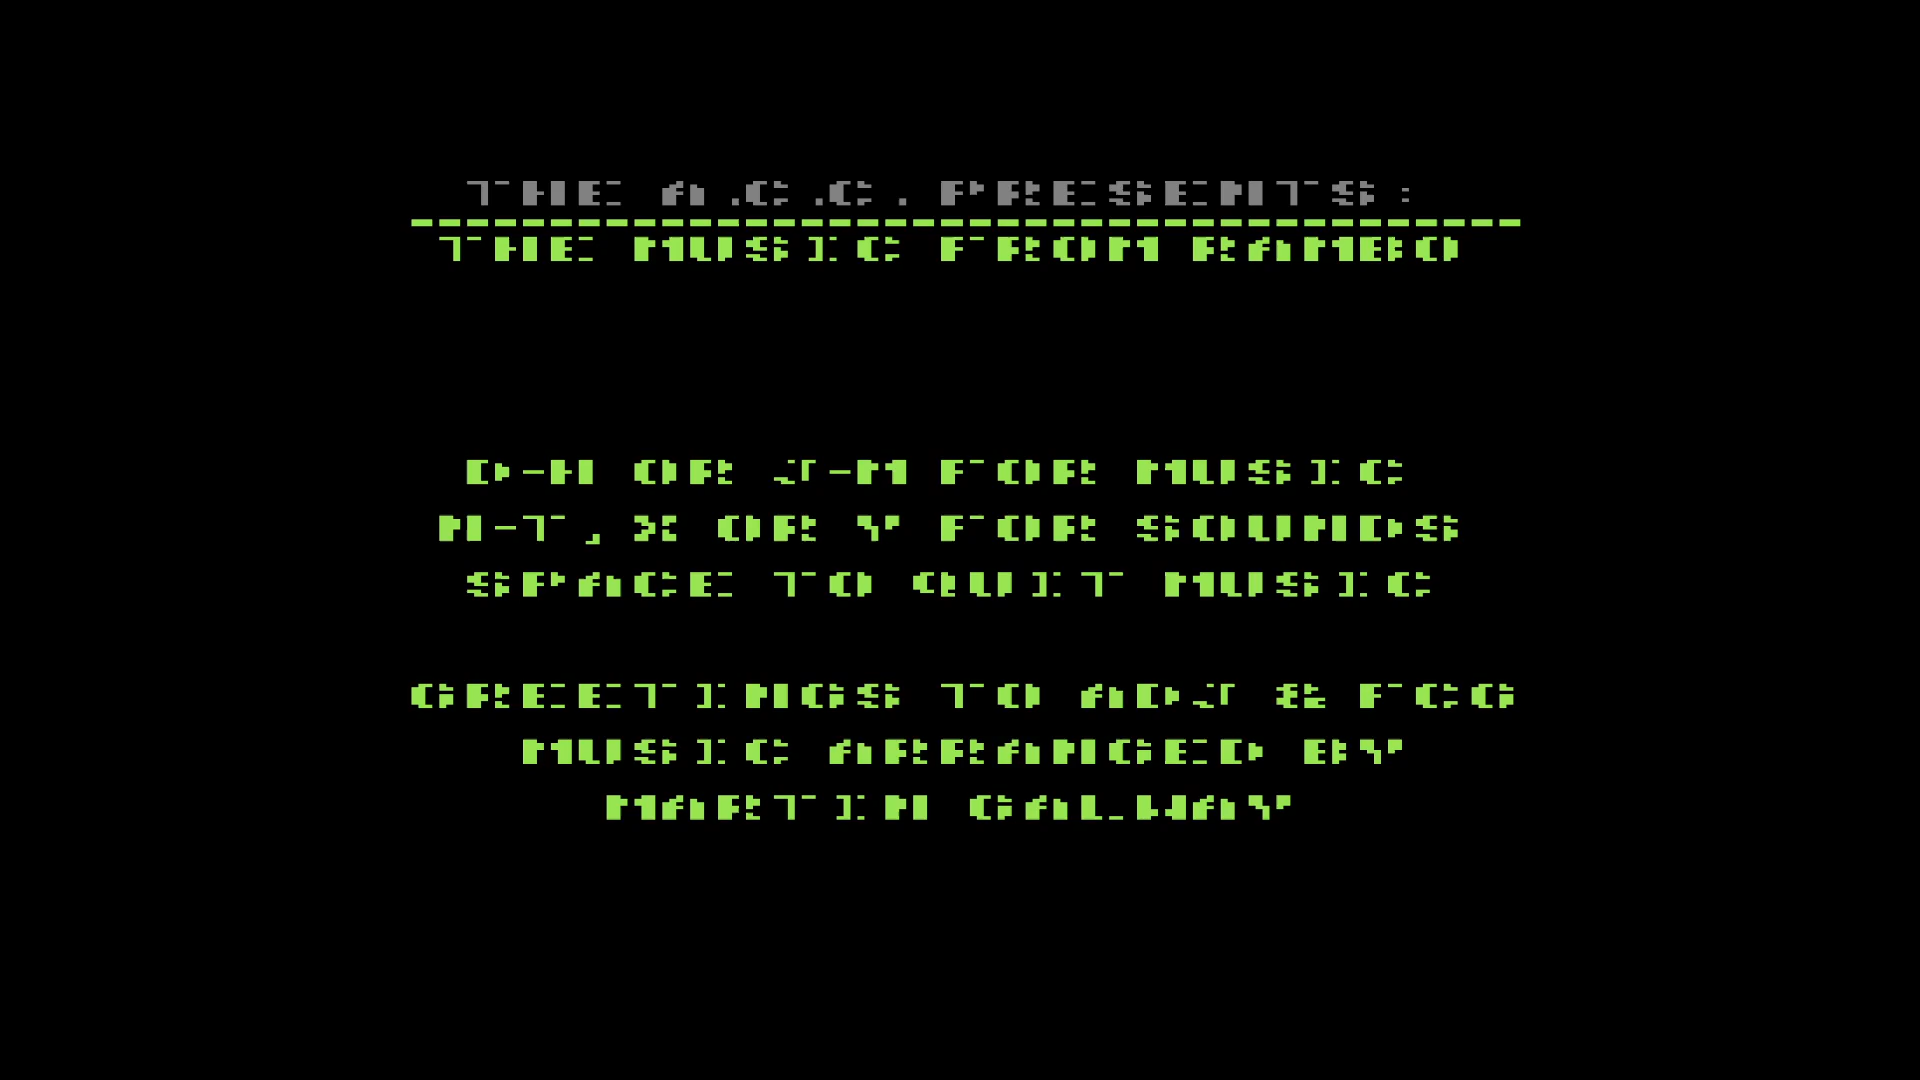 THE A.C.C. PRESENTS:
----------------------------------------
THE MUSIC FROM RAMBO
D-H OR J-M FOR MUSIC
N-T, X OR Y FOR SOUNDS
SPACE TO QUIT MUSIC
GREETINGS TO ADJ & FCG
MUSIC ARRANGED BY
MARTIN GALWAY